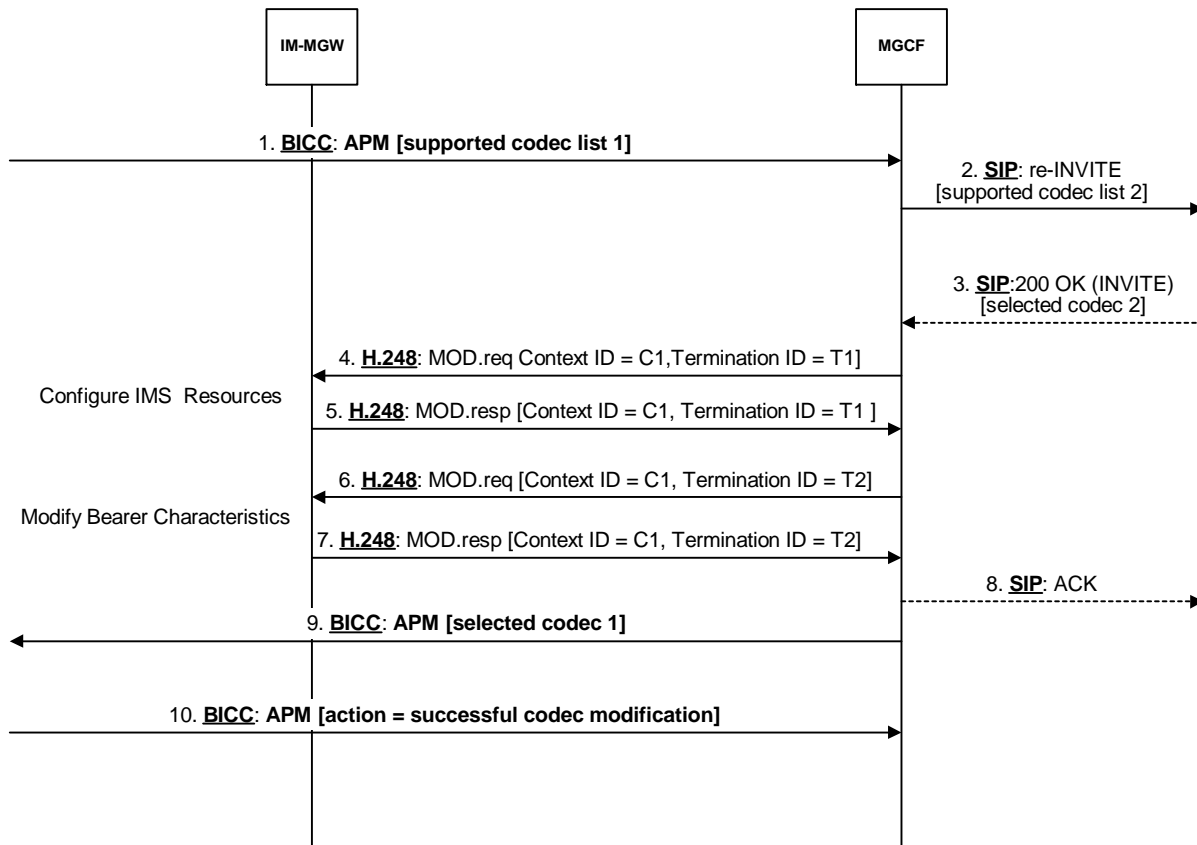 IM-MGW
MGCF
1. BICC: APM [supported codec list 1]
2. SIP: re-INVITE
[supported codec list 2]
3. SIP:200 OK (INVITE)
[selected codec 2]
4. H.248: MOD.req Context ID = C1,Termination ID = T1]
Configure IMS Resources
5. H.248: MOD.resp [Context ID = C1, Termination ID = T1 ]
6. H.248: MOD.req [Context ID = C1, Termination ID = T2]
Modify Bearer Characteristics
7. H.248: MOD.resp [Context ID = C1, Termination ID = T2]
8. SIP: ACK
9. BICC: APM [selected codec 1]
10. BICC: APM [action = successful codec modification]